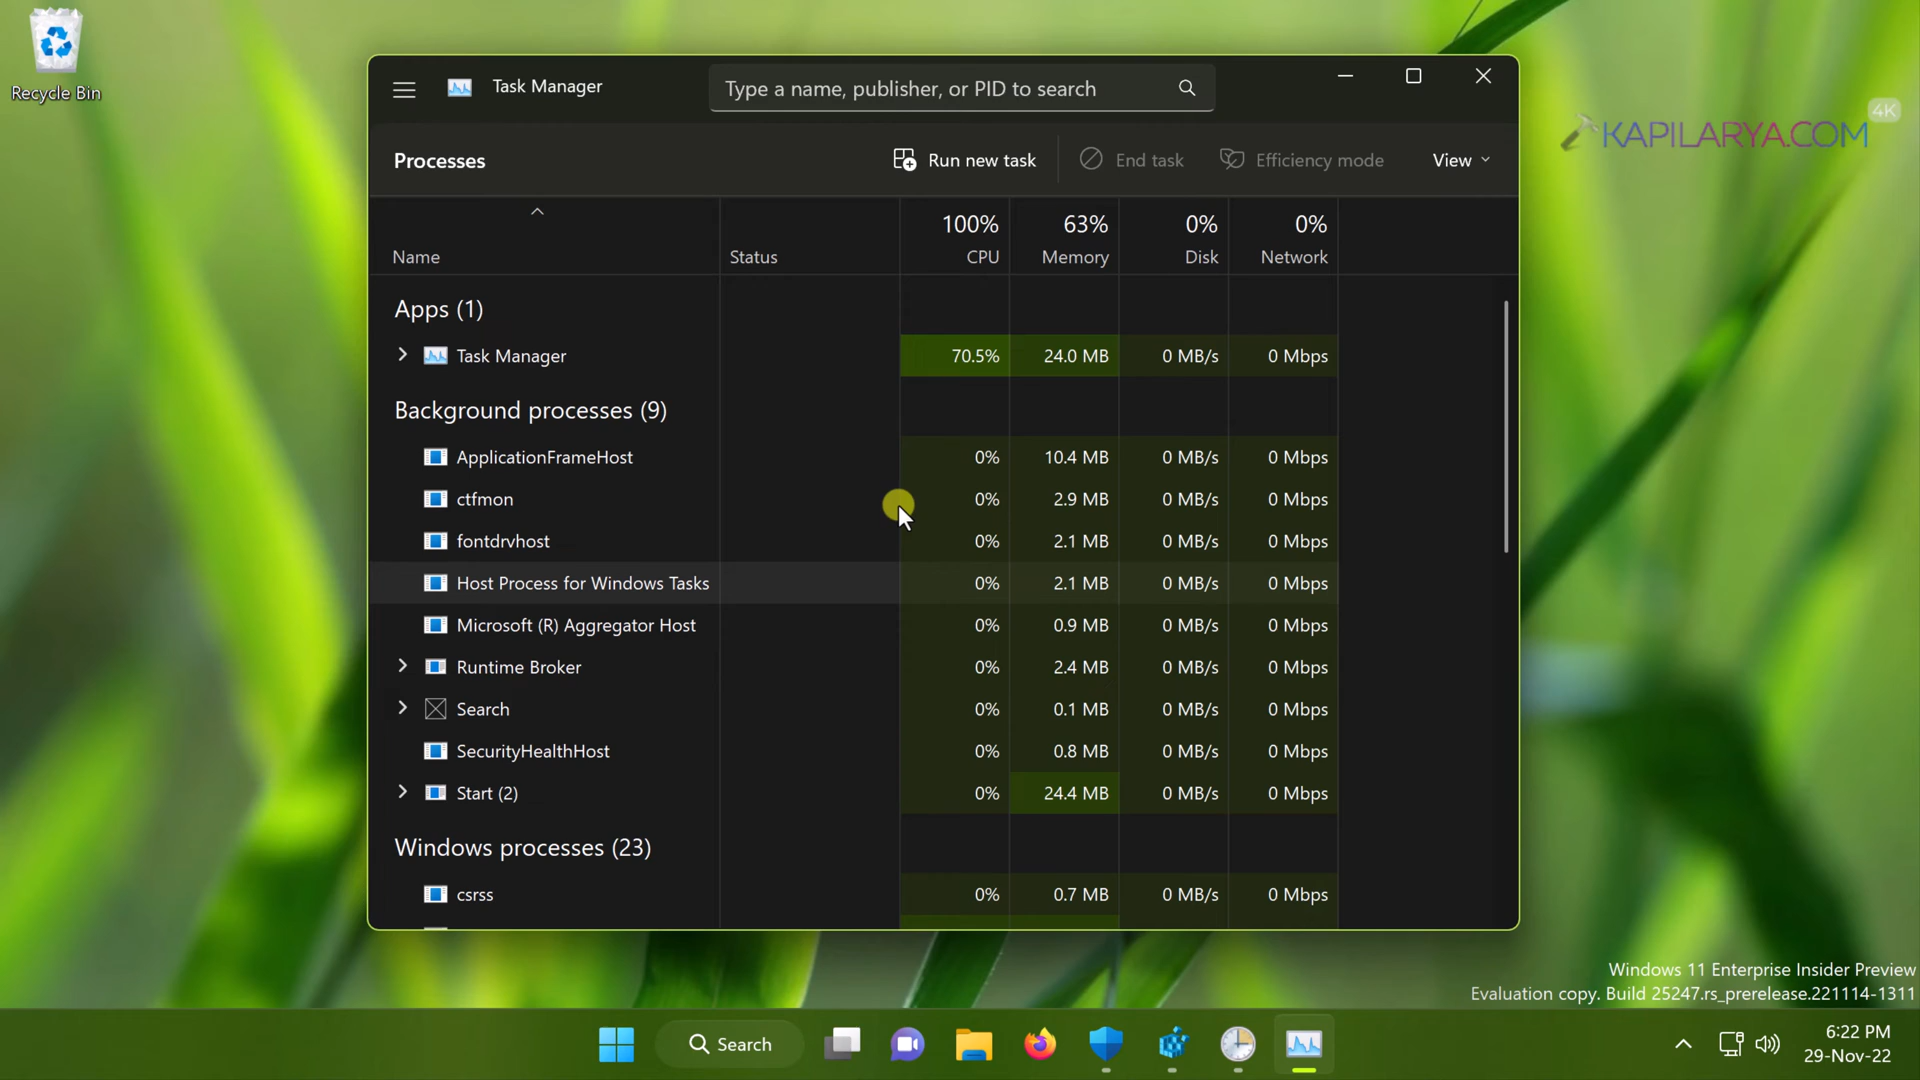 Recycle Bin
Task Manager
Type a name, publisher, or PID to search
4K
KAPILARYA.COM
Processes
Run new task
End task
Efficiency mode
View
100% 63% 0% 0%
Name Status CPU Memory Disk Network
Apps (1)
Task Manager 70.5% 24.0 MB 0 MB/s 0 Mbps
Background processes (9)
ApplicationFrameHost 0% 10.4 MB 0 MB/s 0 Mbps
ctfmon 0% 2.9 MB 0 MB/s 0 Mbps
fontdrvhost 0% 2.1 MB 0 MB/s 0 Mbps
Host Process for Windows Tasks 0% 2.1 MB 0 MB/s 0 Mbps
Microsoft (R) Aggregator Host 0% 0.9 MB 0 MB/s 0 Mbps
Runtime Broker 0% 2.4 MB 0 MB/s 0 Mbps
Search 0% 0.1 MB 0 MB/s 0 Mbps
SecurityHealthHost 0% 0.8 MB 0 MB/s 0 Mbps
Start (2) 0% 24.4 MB 0 MB/s 0 Mbps
Windows processes (23)
csrss 0% 0.7 MB 0 MB/s 0 Mbps
Windows 11 Enterprise Insider Preview
Evaluation copy. Build 25247.rs_prerelease.221114-1311
Search
6:22 PM
29-Nov-22